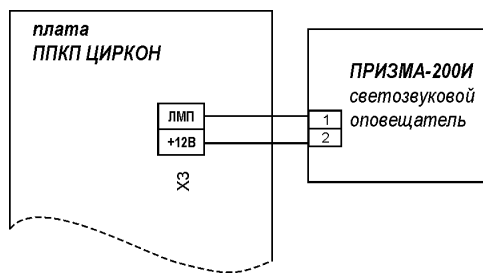 плата
ППКП ЦИРКОН
ПРИЗМА-200И
светозвуковой
оповещатель
ЛМП
+12В
1
2
Х3